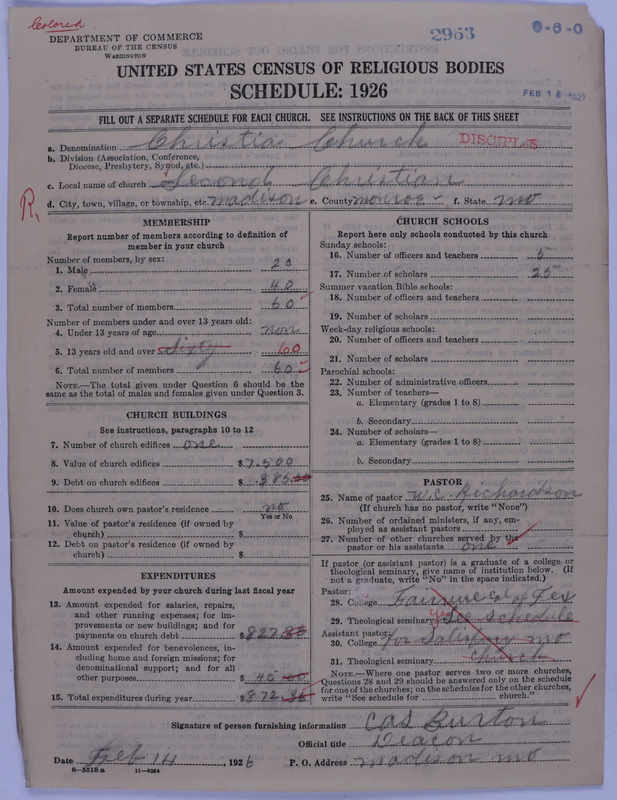 Colored
DEPARTMENT OF COMMERCE
BUREAU OF THE CENSUS
WASHINGTON
2963
0-6-0
UNITED STATES CENSUS OF RELIGIOUS BODIES
SCHEDULE: 1926
FEB 18 1927
FILL OUT A SEPARATE SCHEDULE FOR EACH CHURCH. SEE INSTRUCTIONS ON THE BACK OF THIS SHEET
a. Denomination Christia Church DISCIPLES
b. Division (Association, Conference,
Diocese, Presbytery, Synod, etc.)
c. Local name of church Second Christian
d. City, town, village, or township, etc. madison e. County monroe f. State mo
R
MEMBERSHIP
Report number of members according to definition of
member in your church
Number of members, by sex:
1. Male 20
2. Female 40
3. Total number of members 60
Number of members under and over 13 years old:
4. Under 13 years of age non
5. 13 years old and over Sixty 60
6. Total number of members 60
NOTE.—The total given under Question 6 should be the
same as the total of males and females given under Question 3.
CHURCH BUILDINGS
See instructions, paragraphs 10 to 12
7. Number of church edifices one
8. Value of church edifices $7,500
9. Debt on church edifices $385.00
10. Does church own pastor's residence no
Yes or No
11. Value of pastor's residence (if owned by
church) $
12. Debt on pastor's residence (if owned by
church) $
EXPENDITURES
Amount expended by your church during last fiscal year
13. Amount expended for salaries, repairs,
and other running expenses; for im-
provements or new buildings; and for
payments on church debt $827.86
14. Amount expended for benevolences, in-
cluding home and foreign missions; for
denominational support; and for all
other purposes $40
15. Total expenditures during year $872.36
CHURCH SCHOOLS
Report here only schools conducted by this church
Sunday schools:
16. Number of officers and teachers 5
17. Number of scholars 25
Summer vacation Bible schools:
18. Number of officers and teachers
19. Number of scholars
Week-day religious schools:
20. Number of officers and teachers
21. Number of scholars
Parochial schools:
22. Number of administrative officers
23. Number of teachers—
a. Elementary (grades 1 to 8)
b. Secondary
24. Number of scholars—
a. Elementary (grades 1 to 8)
b. Secondary
PASTOR
25. Name of pastor W.C. Richardson
(If church has no pastor, write "None")
26. Number of ordained ministers, if any, em-
ployed as assistant pastors
27. Number of other churches served by the
pastor or his assistants one
If pastor (or assistant pastor) is a graduate of a college or
theological seminary, give name of institution below. (If
not a graduate, write "No" in the space indicated.)
Pastor:
28. College Col Tex
29. Theological seminary See Schedule
Assistant pastor:
30. College for mo
31. Theological seminary Church
NOTE.—Where one pastor serves two or more churches,
Questions 28 and 29 should be answered only on the schedule
for one of the churches; on the schedules for the other churches,
write "See schedule for church."
Signature of person furnishing information Cas Burton
Official title Deacon
Date Feb 14, 1926 P. O. Address madison mo
8-5518a 11-9064